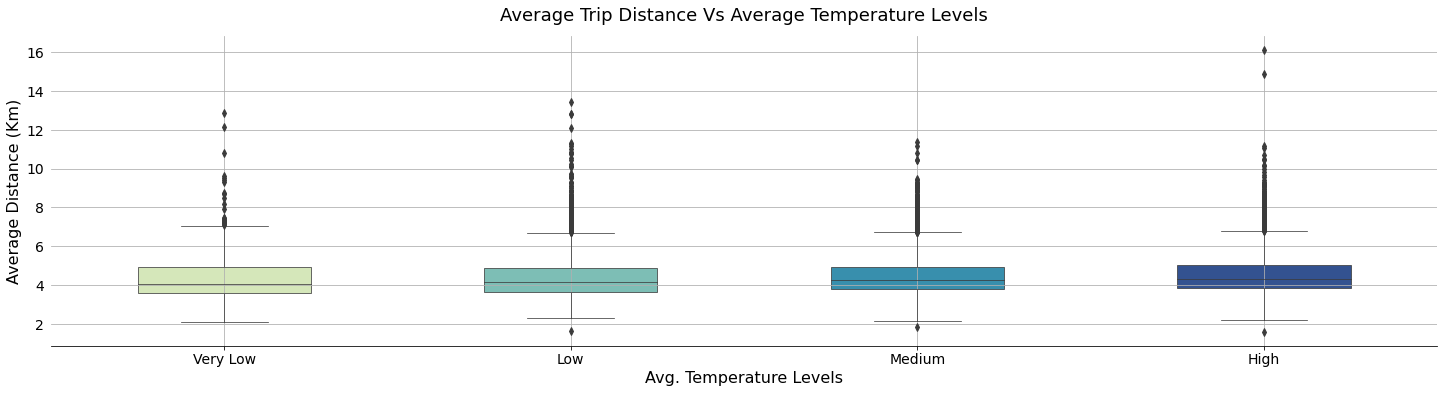 Average Trip Distance Vs Average Temperature Levels
Average Distance (Km)
16
14
12
10
8
6
4
2
Very Low Low Medium High
Avg. Temperature Levels